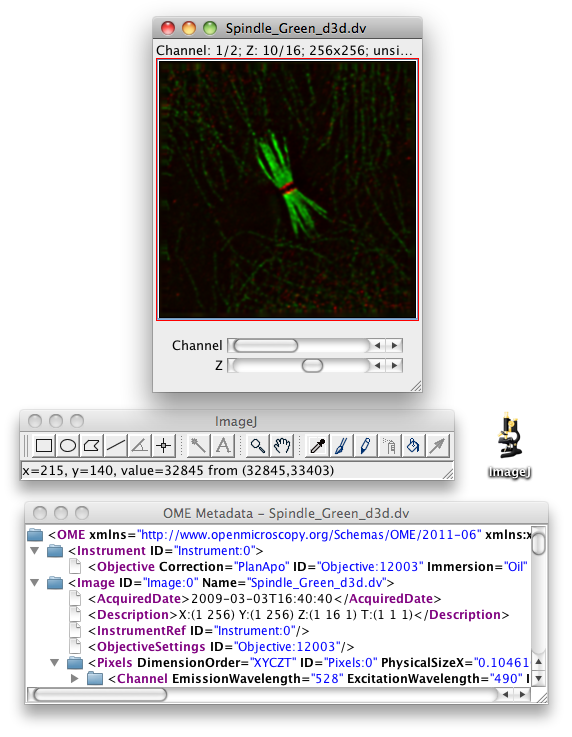 Spindle_Green_d3d.dv
Channel: 1/2; Z: 10/16; 256x256; unsi...
Channel
Z
ImageJ
x=215, y=140, value=32845 from (32845,33403)
ImageJ
OME Metadata - Spindle_Green_d3d.dv
<OME xmlns="http://www.openmicroscopy.org/Schemas/OME/2011-06" xmlns:x
<Instrument ID="Instrument:0">
<Objective Correction="PlanApo" ID="Objective:12003" Immersion="Oil"
<Image ID="Image:0" Name="Spindle_Green_d3d.dv">
<AcquiredDate>2009-03-03T16:40:40</AcquiredDate>
<Description>X:(1 256) Y:(1 256) Z:(1 16 1) T:(1 1 1)</Description>
<InstrumentRef ID="Instrument:0"/>
<ObjectiveSettings ID="Objective:12003"/>
<Pixels DimensionOrder="XYCZT" ID="Pixels:0" PhysicalSizeX="0.10461
<Channel EmissionWavelength="528" ExcitationWavelength="490" I